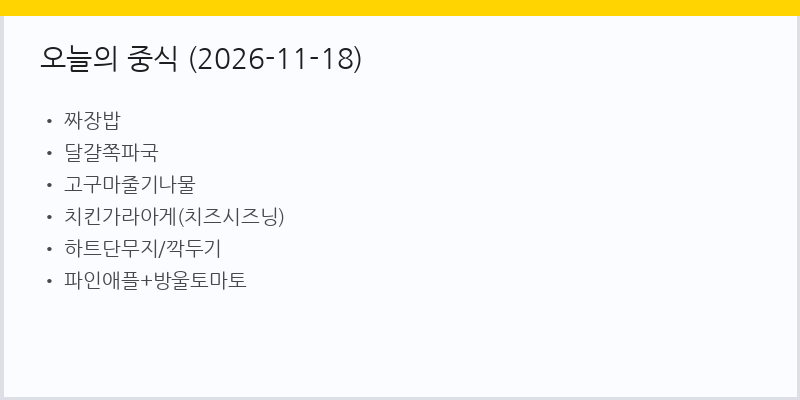 오늘의 중식 (2026-11-18)
• 짜장밥
• 달걀쪽파국
• 고구마줄기나물
• 치킨가라아게(치즈시즈닝)
• 하트단무지/깍두기
• 파인애플+방울토마토